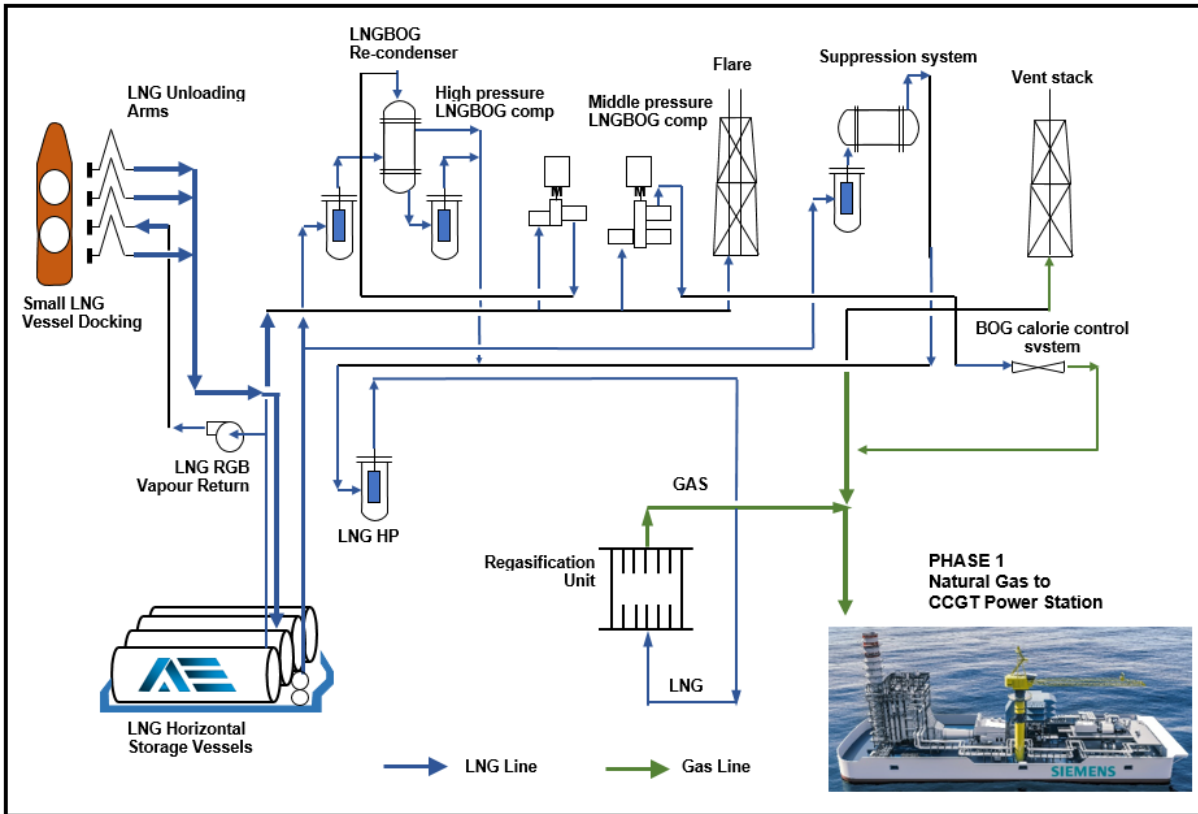 LNGBOG
Re-condenser
LNG Unloading
Arms
High pressure
LNGBOG comp
Middle pressure
LNGBOG comp
Flare
Suppression system
Vent stack
M
M
Small LNG
Vessel Docking
BOG calorie control
system
LNG RGB
Vapour Return
LNG HP
GAS
Regasification
Unit
LNG
PHASE 1
Natural Gas to
CCGT Power Station
AE
LNG Horizontal
Storage Vessels
LNG Line
Gas Line
SIEMENS